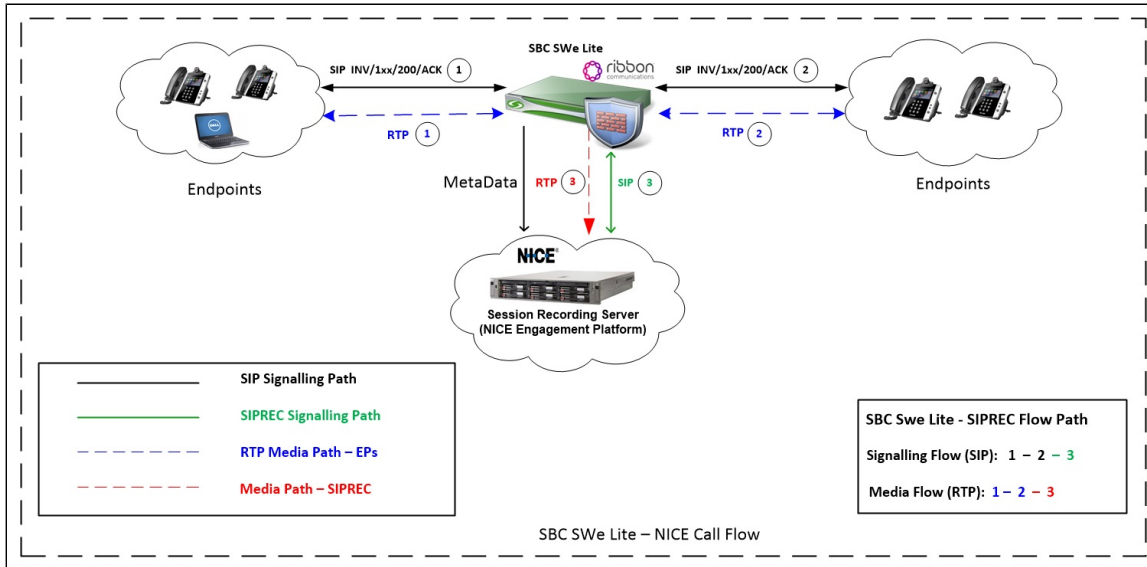 SBC SWe Lite
ribbon
communications
SIP INV/1xx/200/ACK 1
SIP INV/1xx/200/ACK 2
RTP 1
RTP 2
DELL
Endpoints
MetaData
RTP 3
SIP 3
Endpoints
NICE®
Session Recording Server
(NICE Engagement Platform)
SIP Signalling Path
SIPREC Signalling Path
RTP Media Path – EPs
Media Path – SIPREC
SBC Swe Lite - SIPREC Flow Path
Signalling Flow (SIP): 1 – 2 – 3
Media Flow (RTP): 1 – 2 – 3
SBC SWe Lite – NICE Call Flow